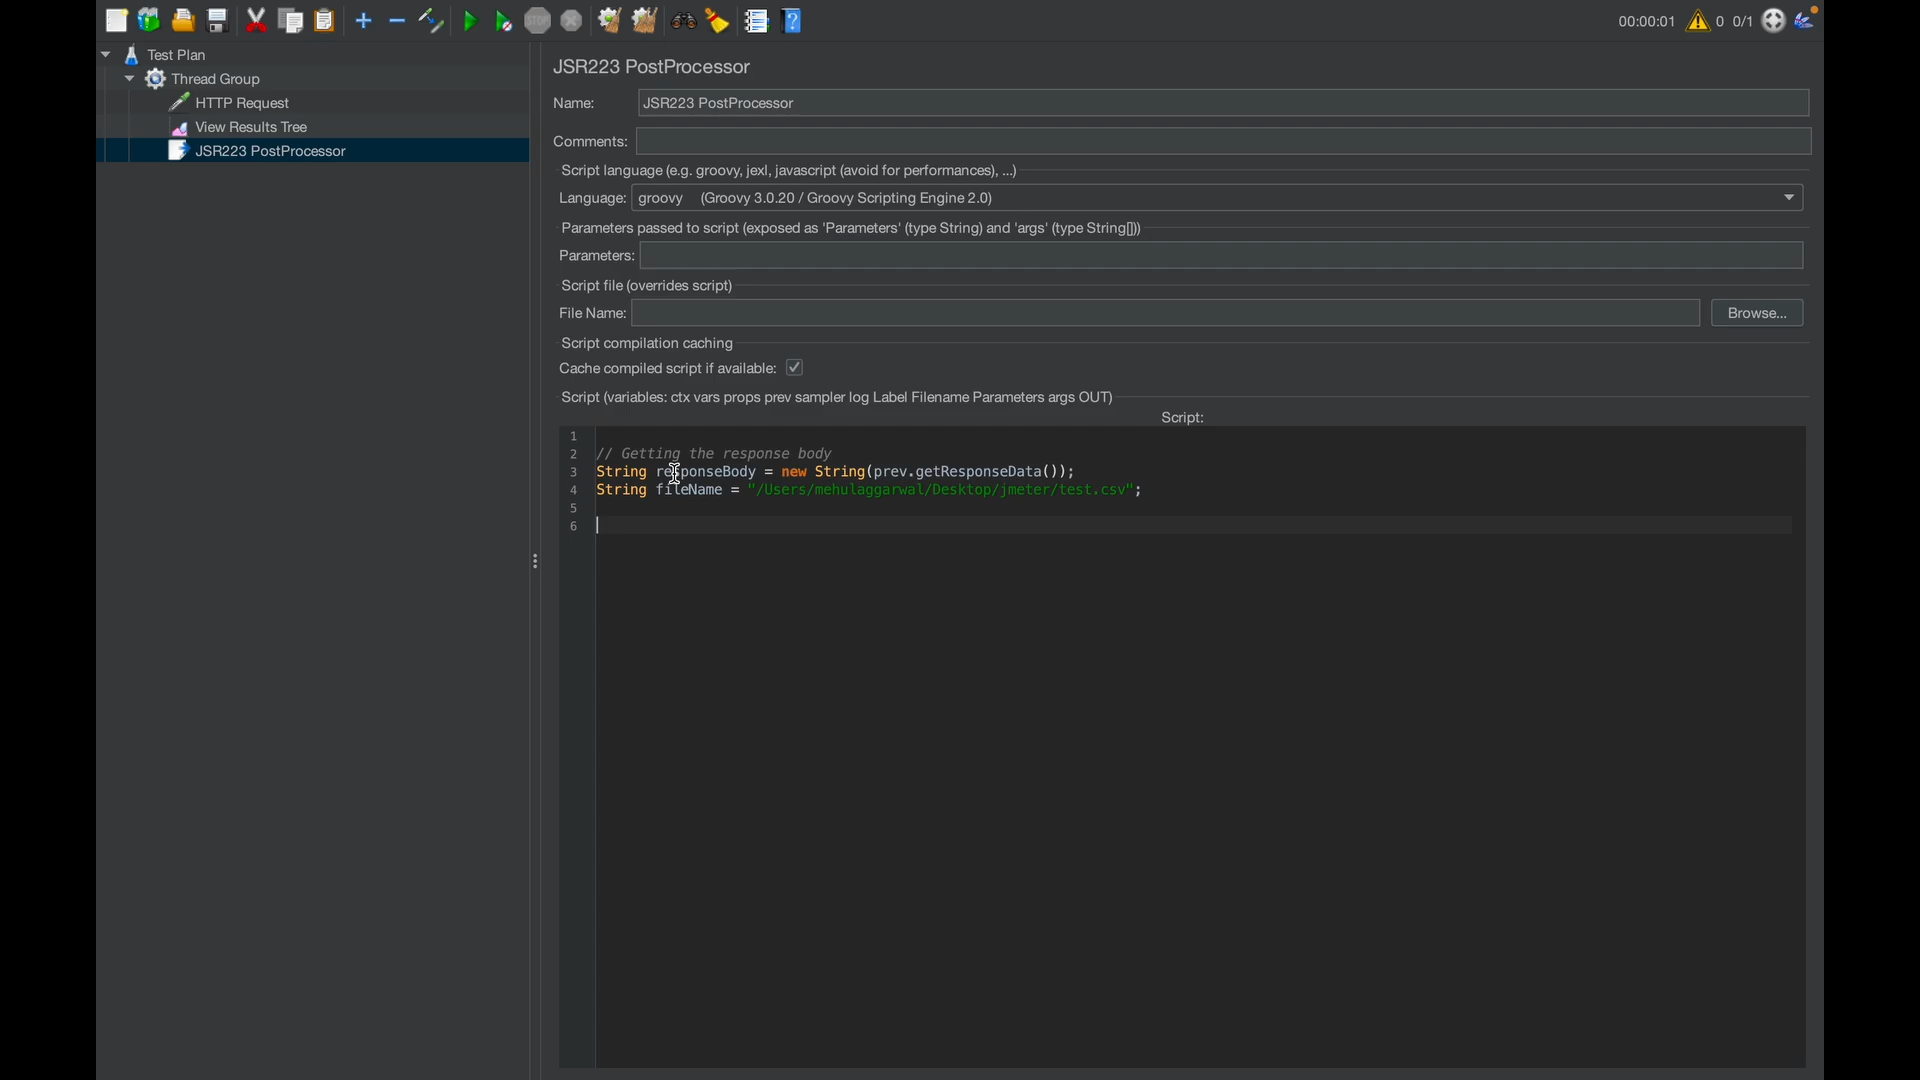 STOP
00:00:01 0 0/1
Test Plan
Thread Group
HTTP Request
View Results Tree
JSR223 PostProcessor
JSR223 PostProcessor
Name: JSR223 PostProcessor
Comments:
Script language (e.g. groovy, jexl, javascript (avoid for performances), ...)
Language: groovy (Groovy 3.0.20 / Groovy Scripting Engine 2.0)
Parameters passed to script (exposed as 'Parameters' (type String) and 'args' (type String[]))
Parameters:
Script file (overrides script)
File Name: Browse...
Script compilation caching
Cache compiled script if available:
Script (variables: ctx vars props prev sampler log Label Filename Parameters args OUT)
Script:
1
2 // Getting the response body
3 String responseBody = new String(prev.getResponseData());
4 String fileName = "/Users/mehulaggarwal/Desktop/jmeter/test.csv";
5
6